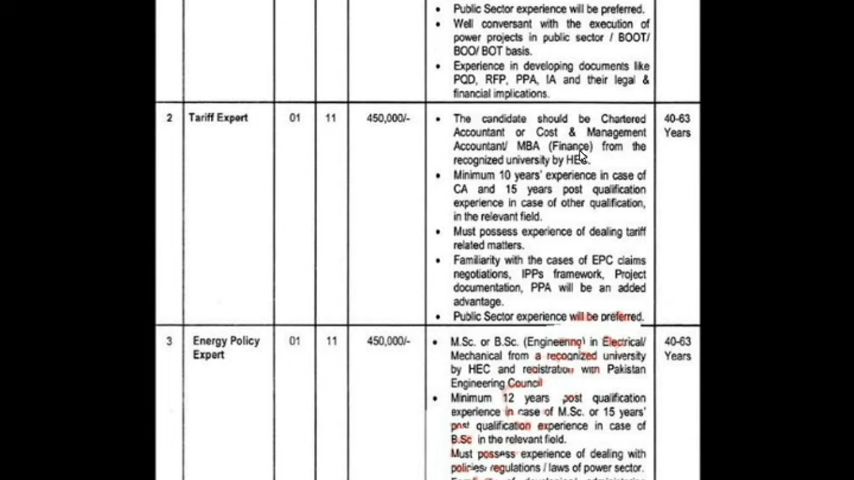 • Public Sector experience will be preferred.
• Well conversant with the execution of
power projects in public sector / BOOT/
BOO/ BOT basis.
• Experience in developing documents like
PQD, RFP, PPA, IA and their legal &
financial implications.
2 Tariff Expert 01 11 450,000/- • The candidate should be Chartered 40-63
Accountant or Cost & Management Years
Accountant/ MBA (Finance) from the
recognized university by HEC.
• Minimum 10 years' experience in case of
CA and 15 years post qualification
experience in case of other qualification,
in the relevant field.
• Must possess experience of dealing tariff
related matters.
• Familiarity with the cases of EPC claims
negotiations, IPPs framework, Project
documentation, PPA will be an added
advantage.
• Public Sector experience will be preferred.
3 Energy Policy 01 11 450,000/- • M.Sc. or B.Sc. (Engineering) in Electrical/ 40-63
Expert Mechanical from a recognized university Years
by HEC and registration with Pakistan
Engineering Council
• Minimum 12 years post qualification
experience in case of M.Sc. or 15 years'
post qualification experience in case of
B.Sc in the relevant field.
Must possess experience of dealing with
policies, regulations / laws of power sector.